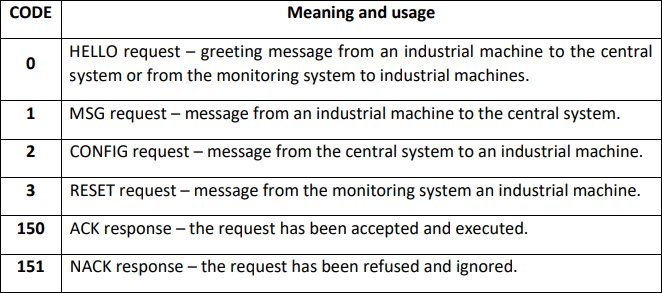 CODE Meaning and usage
0 HELLO request – greeting message from an industrial machine to the central
system or from the monitoring system to industrial machines.
1 MSG request – message from an industrial machine to the central system.
2 CONFIG request – message from the central system to an industrial machine.
3 RESET request – message from the monitoring system an industrial machine.
150 ACK response – the request has been accepted and executed.
151 NACK response – the request has been refused and ignored.